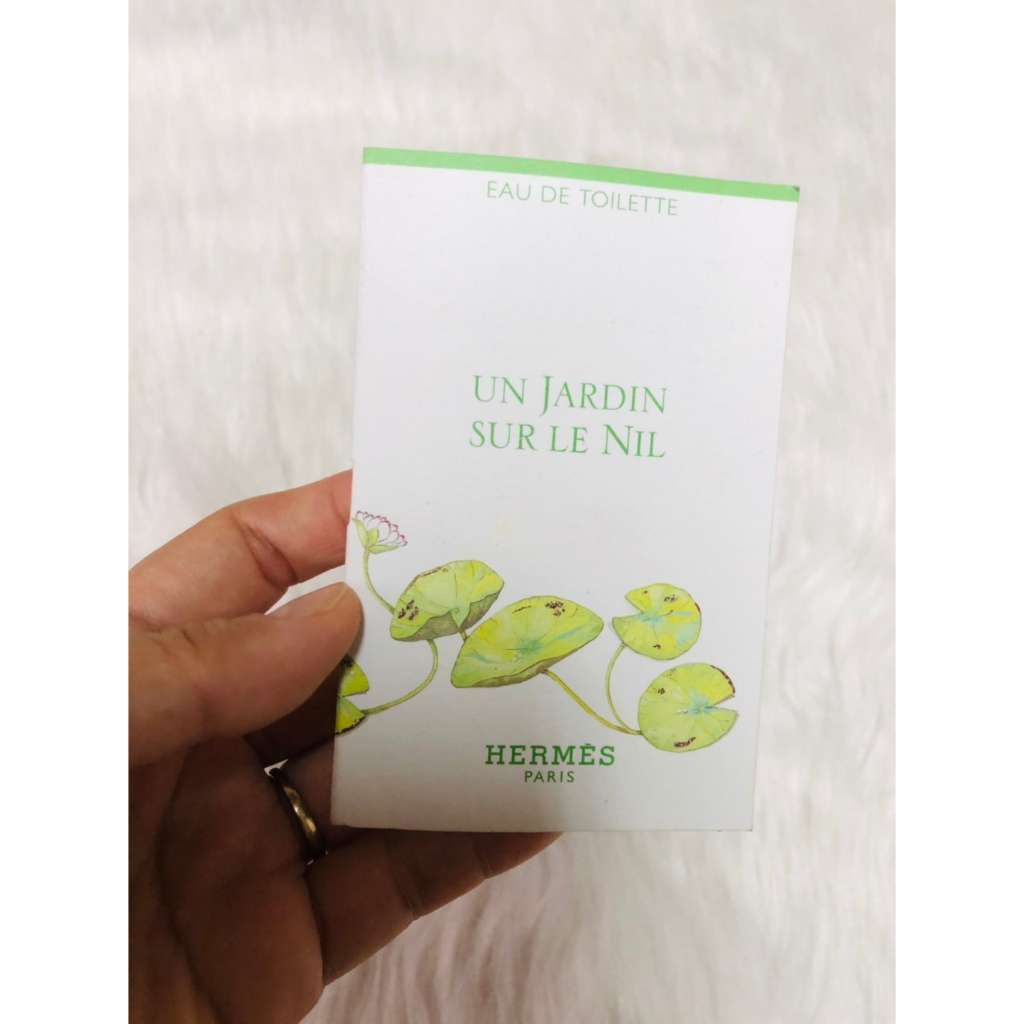 EAU DE TOILETTE
UN JARDIN
SUR LE NIL
HERMÈS
PARIS